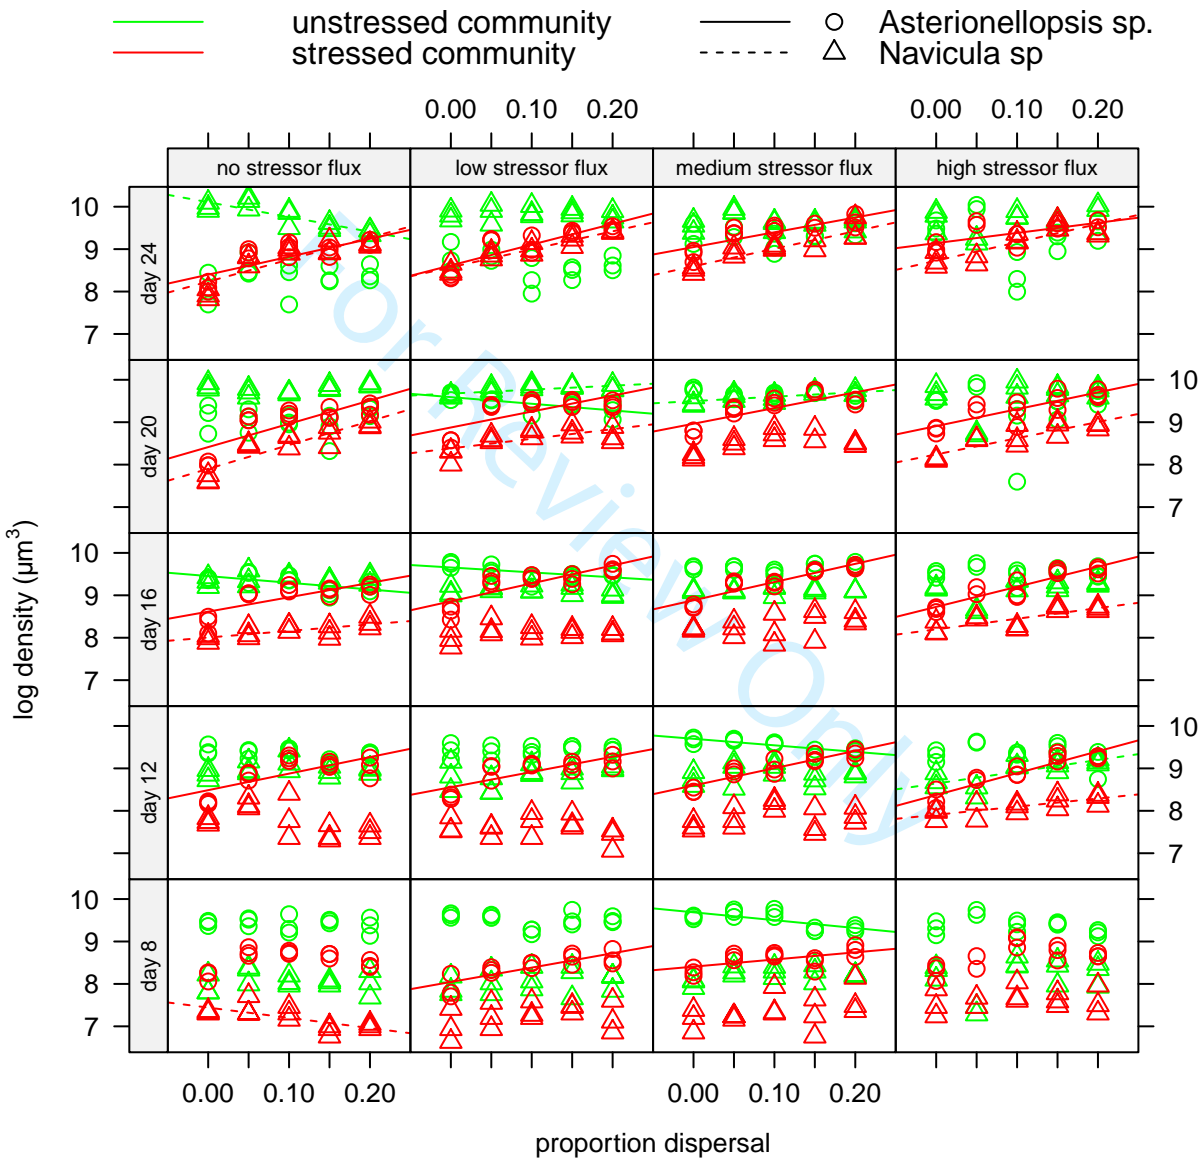 unstressed community
Asterionellopsis sp.
stressed community
Navicula sp
0.00 0.10 0.20 0.00 0.10 0.20
no stressor flux
low stressor flux
medium stressor flux
high stressor flux
day 24
10
9
8
7
day 20
10
9
8
7
day 16
10
9
8
7
day 12
10
9
8
7
day 8
10
9
8
7
log density (µm³)
0.00 0.10 0.20 0.00 0.10 0.20
proportion dispersal
For Review Only